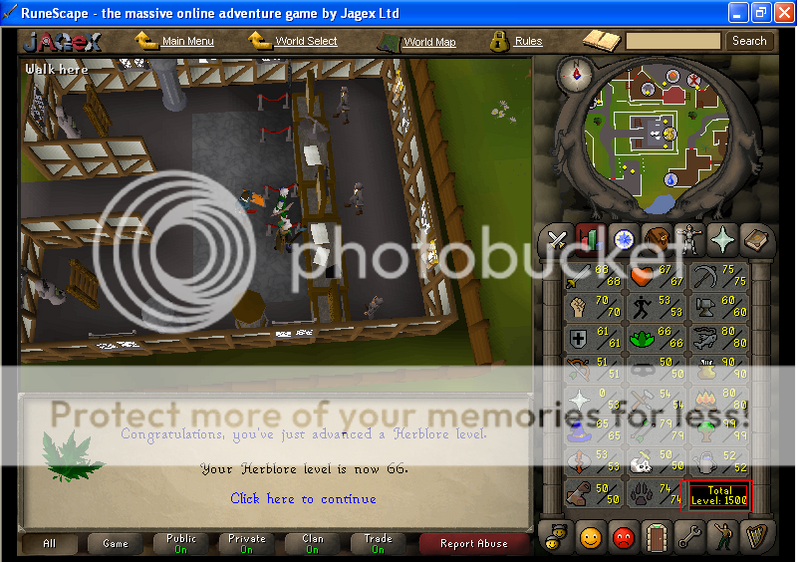 RuneScape - the massive online adventure game by Jagex Ltd
JAGEX Main Menu World Select World Map Rules Search
Walk here
photobucket
Protect more of your memories for less!
Congratulations, you've just advanced a Herblore level.
Your Herblore level is now 66.
Click here to continue
68 68 67 67 75 75
70 70 53 53 60 60
61 61 66 66 80 80
51 51 50 50 90 90
0 53 54 54 80 80
65 65 79 79 99 99
53 53 50 50 52 52
50 50 74 74 Total Level: 1500
All Game Public On Private On Clan On Trade On Report Abuse